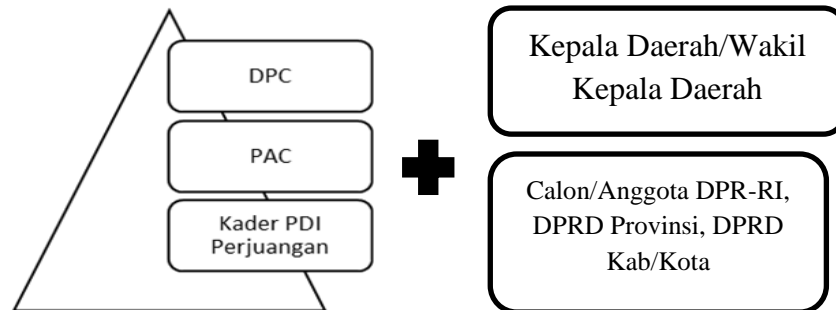 DPC
PAC
Kader PDI
Perjuangan
Kepala Daerah/Wakil
Kepala Daerah
Calon/Anggota DPR-RI,
DPRD Provinsi, DPRD
Kab/Kota